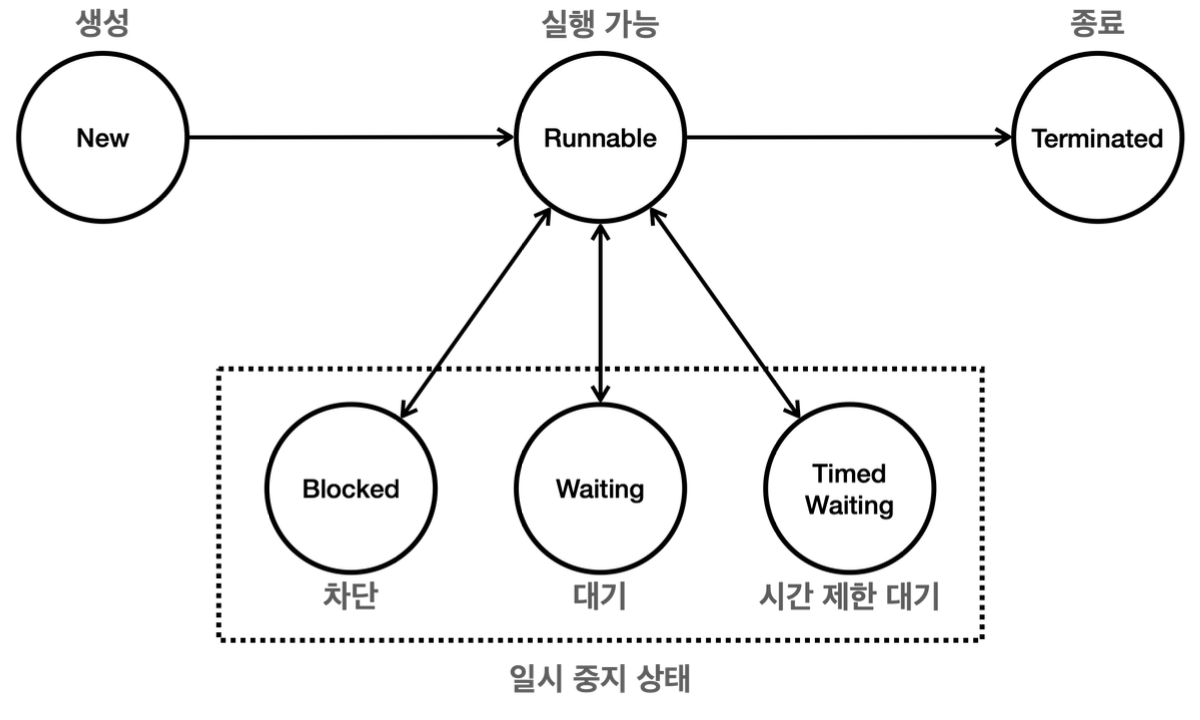 생성
실행 가능
종료
New
Runnable
Terminated
Blocked
Waiting
Timed
Waiting
차단
대기
시간 제한 대기
일시 중지 상태